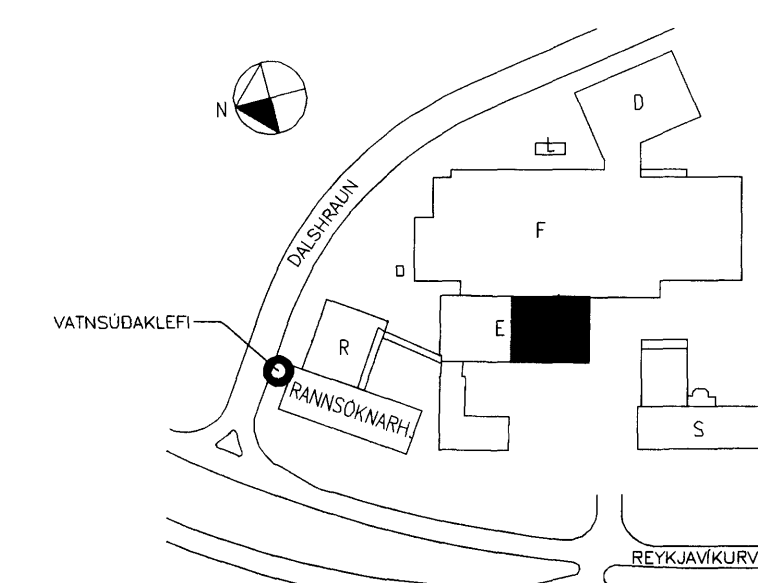 N
D
L
DALSHRAUN
F
VATNSÚÐAKLEFI
E
R
RANNSÓKNARH.
S
REYKJAVÍKURV